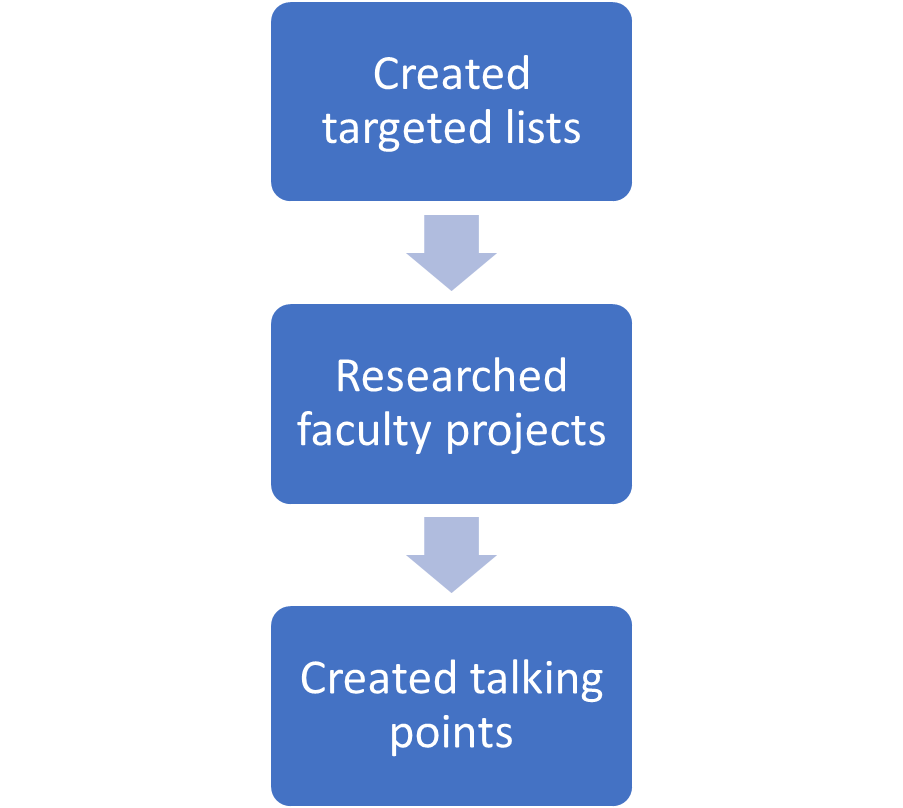 Created
targeted lists
Researched
faculty projects
Created talking
points